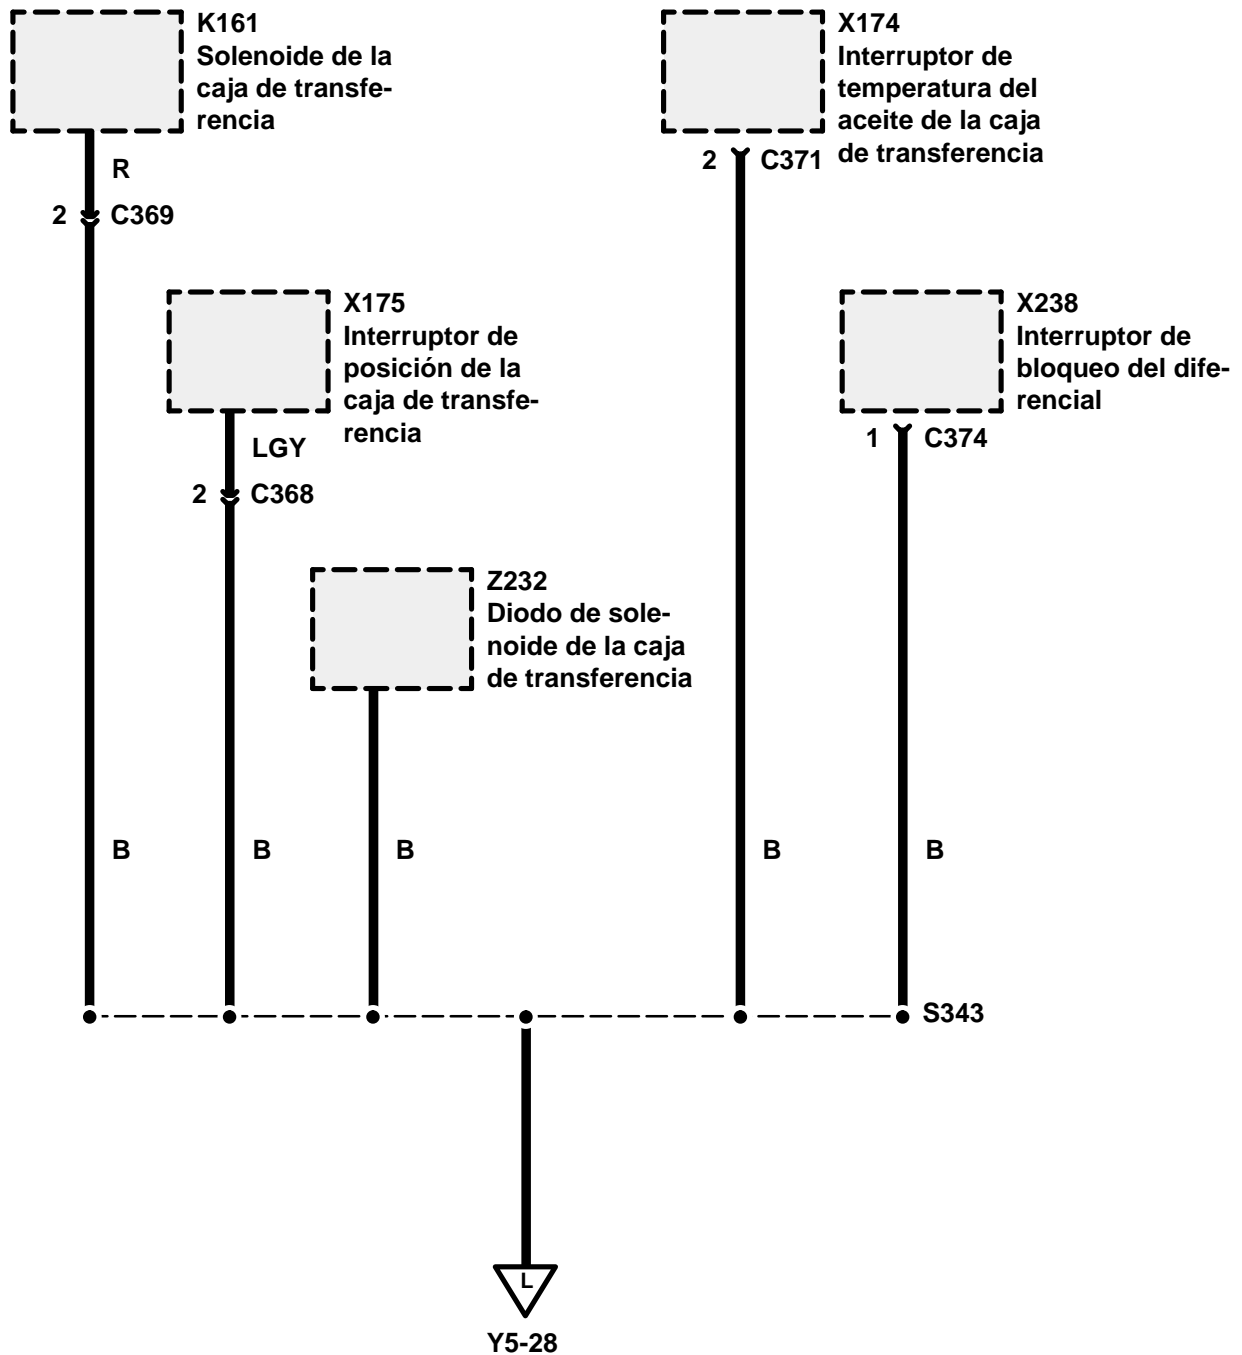 K161
Solenoide de la
caja de transfe-
rencia
R
2 C369
X174
Interruptor de
temperatura del
aceite de la caja
de transferencia
2 C371
X175
Interruptor de
posición de la
caja de transfe-
rencia
LGY
2 C368
X238
Interruptor de
bloqueo del dife-
rencial
1 C374
Z232
Diodo de sole-
noide de la caja
de transferencia
B B B B B
S343
L
Y5-28